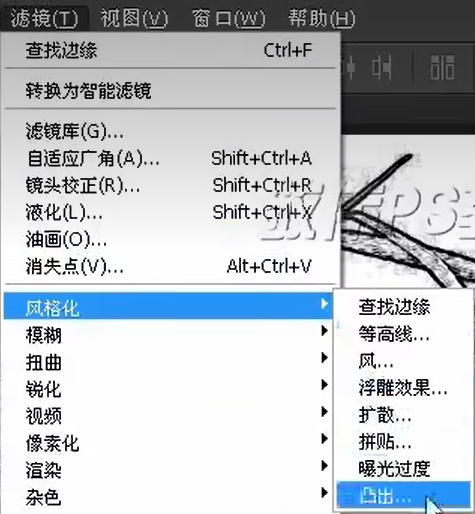 滤镜(T) 视图(V) 窗口(W) 帮助(H)
查找边缘 Ctrl+F
转换为智能滤镜
滤镜库(G)...
自适应广角(A)... Shift+Ctrl+A
镜头校正(R)... Shift+Ctrl+R
液化(L)... Shift+Ctrl+X
油画(O)...
消失点(V)... Alt+Ctrl+V
风格化
模糊
扭曲
锐化
视频
像素化
渲染
杂色
查找边缘
等高线...
风...
浮雕效果...
扩散...
拼贴...
曝光过度
凸出...